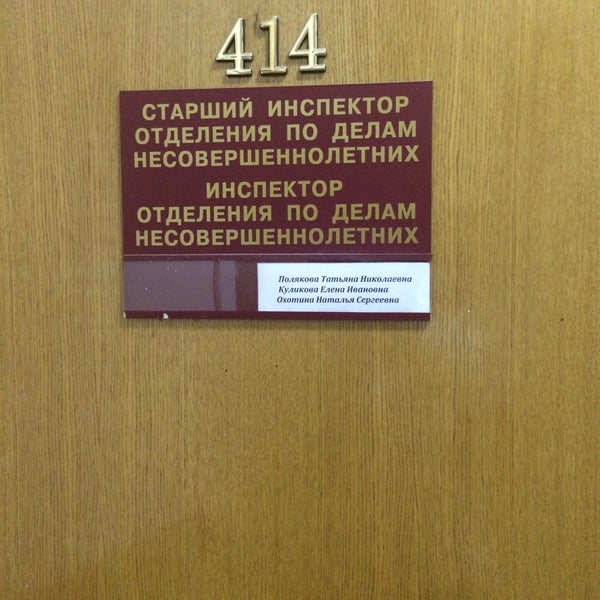 414
СТАРШИЙ ИНСПЕКТОР
ОТДЕЛЕНИЯ ПО ДЕЛАМ
НЕСОВЕРШЕННОЛЕТНИХ
ИНСПЕКТОР
ОТДЕЛЕНИЯ ПО ДЕЛАМ
НЕСОВЕРШЕННОЛЕТНИХ
Полякова Татьяна Николаевна
Куликова Елена Ивановна
Охотина Наталья Сергеевна